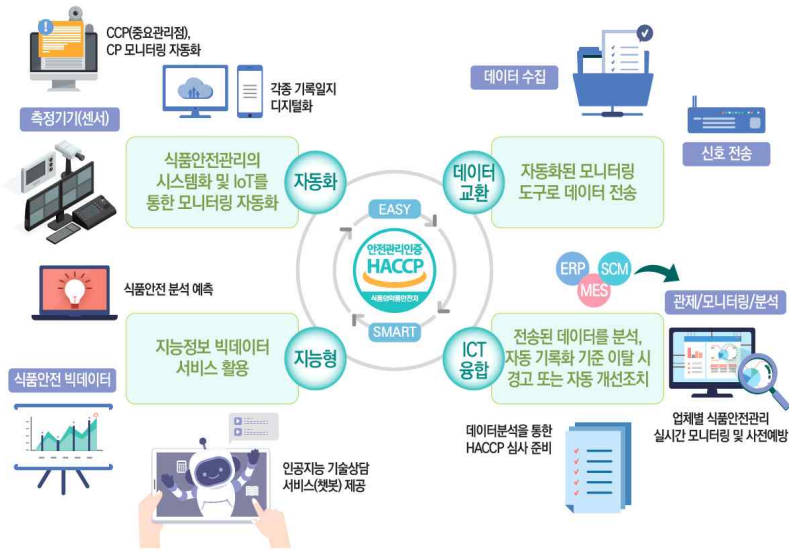 CCP(중요관리점),
CP 모니터링 자동화
각종 기록일지
디지털화
측정기기(센서)
식품안전관리의
시스템화 및 IoT를
통한 모니터링 자동화
자동화
데이터 수집
신호 전송
데이터
교환
자동화된 모니터링
도구로 데이터 전송
EASY
안전관리인증
HACCP
식품의약품안전처
SMART
식품안전 분석 예측
지능정보 빅데이터
서비스 활용
지능형
식품안전 빅데이터
인공지능 기술상담
서비스(챗봇) 제공
ERP
SCM
MES
관제/모니터링/분석
ICT
융합
전송된 데이터를 분석,
자동 기록화 기준 이탈 시
경고 또는 자동 개선조치
데이터분석을 통한
HACCP 심사 준비
업체별 식품안전관리
실시간 모니터링 및 사전예방